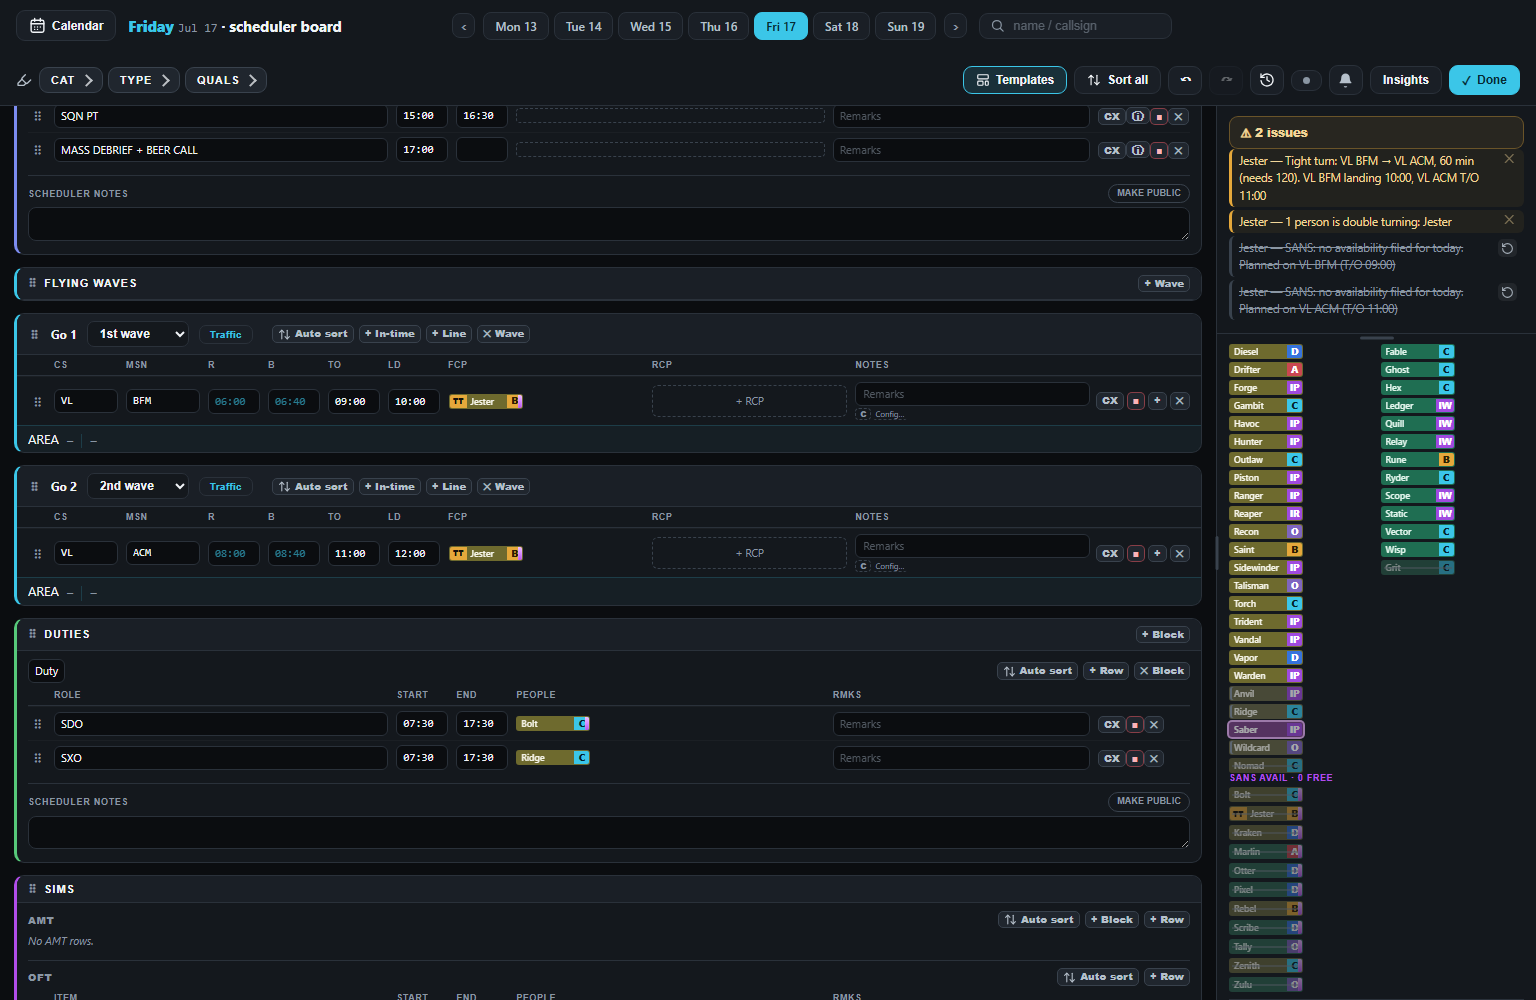 Calendar
Friday Jul 17 · scheduler board
‹ Mon 13 Tue 14 Wed 15 Thu 16 Fri 17 Sat 18 Sun 19 ›
name / callsign
CAT TYPE QUALS
Templates Sort all Insights ✓ Done
SQN PT 15:00 16:30 Remarks CX
MASS DEBRIEF + BEER CALL 17:00 Remarks CX
SCHEDULER NOTES MAKE PUBLIC
FLYING WAVES + Wave
Go 1 1st wave Traffic Auto sort + In-time + Line × Wave
CS MSN R B TO LD FCP RCP NOTES
VL BFM 06:00 06:40 09:00 10:00 TT Jester B + RCP Remarks CX
C Config...
AREA – –
Go 2 2nd wave Traffic Auto sort + In-time + Line × Wave
CS MSN R B TO LD FCP RCP NOTES
VL ACM 08:00 08:40 11:00 12:00 TT Jester B + RCP Remarks CX
C Config...
AREA – –
DUTIES + Block
Duty Auto sort + Row × Block
ROLE START END PEOPLE RMKS
SDO 07:30 17:30 Bolt C Remarks CX
SXO 07:30 17:30 Ridge C Remarks CX
SCHEDULER NOTES MAKE PUBLIC
SIMS
AMT Auto sort + Block + Row
No AMT rows.
OFT Auto sort + Row
ITEM START END PEOPLE RMKS
⚠ 2 issues
Jester — Tight turn: VL BFM → VL ACM, 60 min
(needs 120). VL BFM landing 10:00, VL ACM T/O
11:00
Jester — 1 person is double turning: Jester
Jester — SANS: no availability filed for today.
Planned on VL BFM (T/O 09:00)
Jester — SANS: no availability filed for today.
Planned on VL ACM (T/O 11:00)
Diesel D
Drifter A
Forge IP
Gambit C
Havoc IP
Hunter IP
Outlaw C
Piston IP
Ranger IP
Reaper IR
Recon O
Saint B
Sidewinder IP
Talisman O
Torch C
Trident IP
Vandal IP
Vapor D
Warden IP
Anvil IP
Ridge C
Saber IP
Wildcard O
Nomad C
SANS AVAIL · 0 FREE
Bolt C
TT Jester B
Kraken D
Marlin A
Otter D
Pixel D
Rebel B
Scribe D
Tally O
Zenith C
Zulu O
Fable C
Ghost C
Hex C
Ledger IW
Quill IW
Relay IW
Rune B
Ryder C
Scope IW
Static IW
Vector C
Wisp C
Grit C